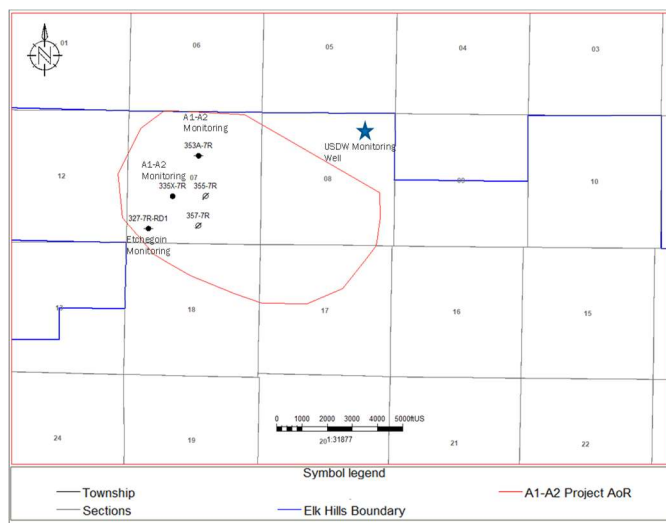 N
01
06
05
04
03
A1-A2
Monitoring
353A-7R
USDW Monitoring
Well
A1-A2
Monitoring
07
12
08
09
10
335X-7R
355-7R
327-7R-RD1
357-7R
Etchegoin
Monitoring
13
18
17
16
15
0 1000 2000 3000 4000 5000ftUS
1:31877
24
19
20
21
22
Symbol legend
Township
A1-A2 Project AoR
Sections
Elk Hills Boundary